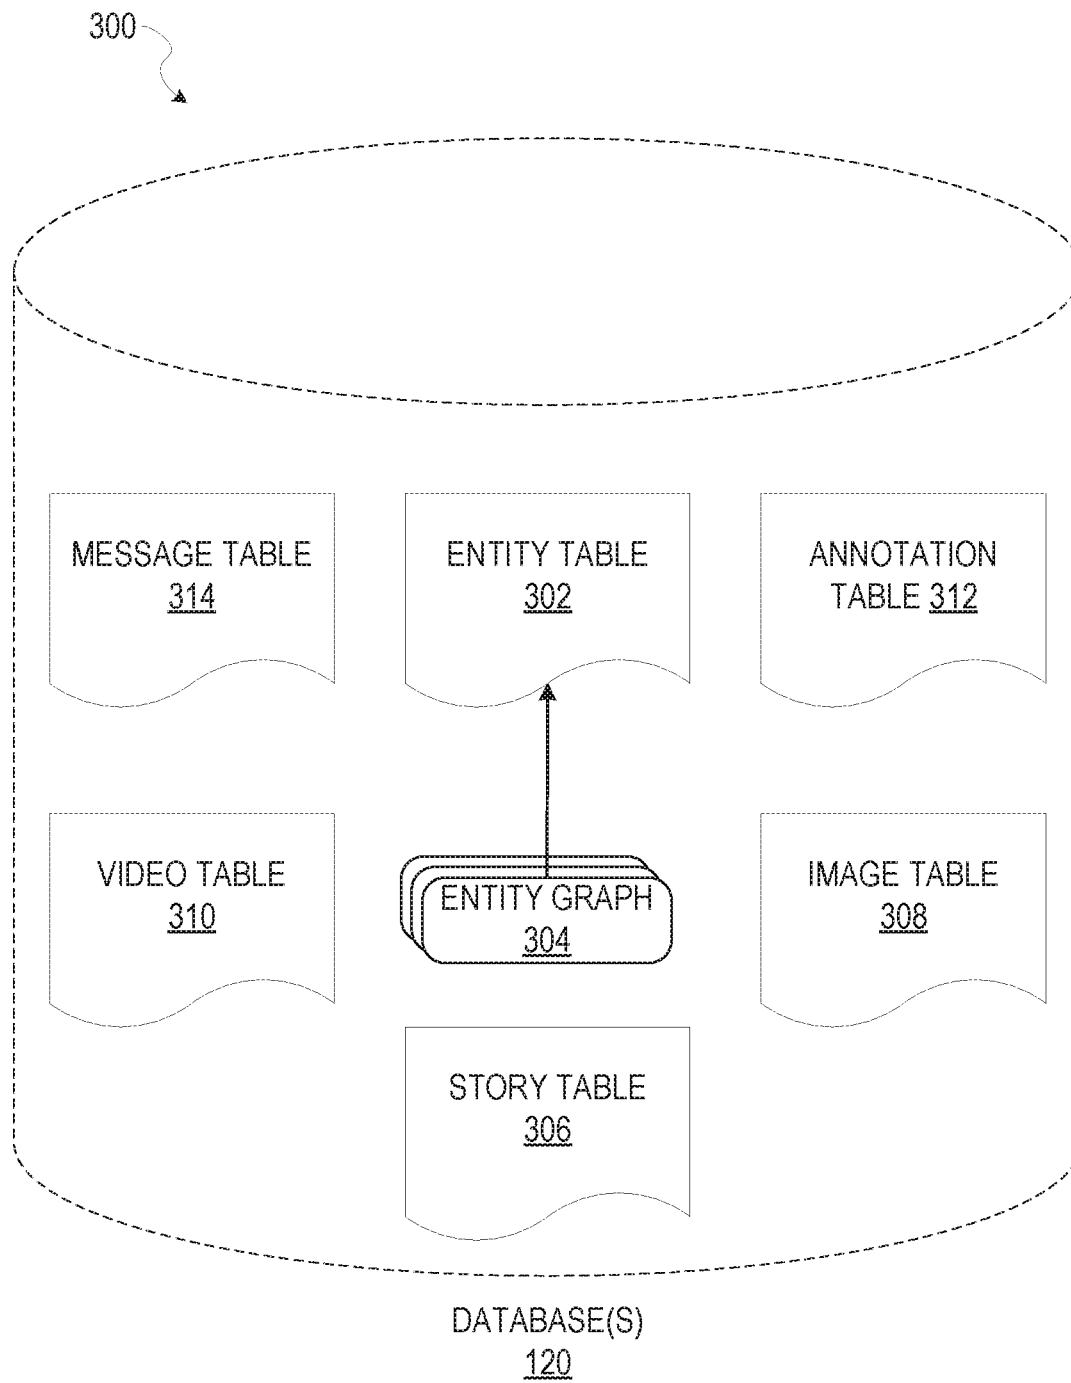 300
MESSAGE TABLE
314
ENTITY TABLE
302
ANNOTATION
TABLE 312
VIDEO TABLE
310
ENTITY GRAPH
304
IMAGE TABLE
308
STORY TABLE
306
DATABASE(S)
120